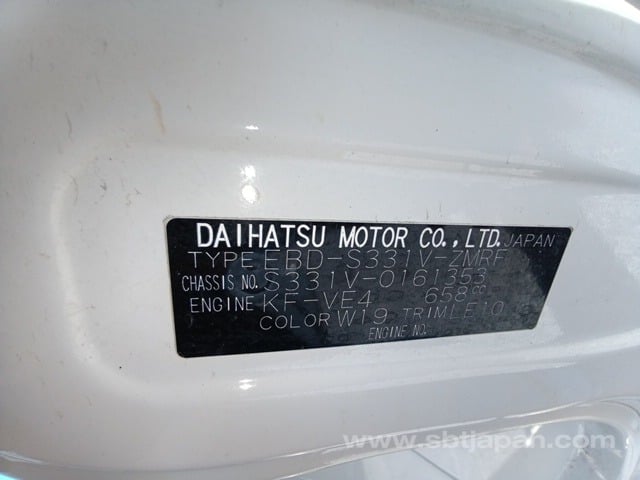 DAIHATSU MOTOR CO.,LTD. JAPAN
TYPE EBD-S331V-ZMRF
CHASSIS NO. S331V-0161353
ENGINE KF-VE4 658cc
COLOR W19 TRIM LE10
ENGINE NO.
www.sbtjapan.com